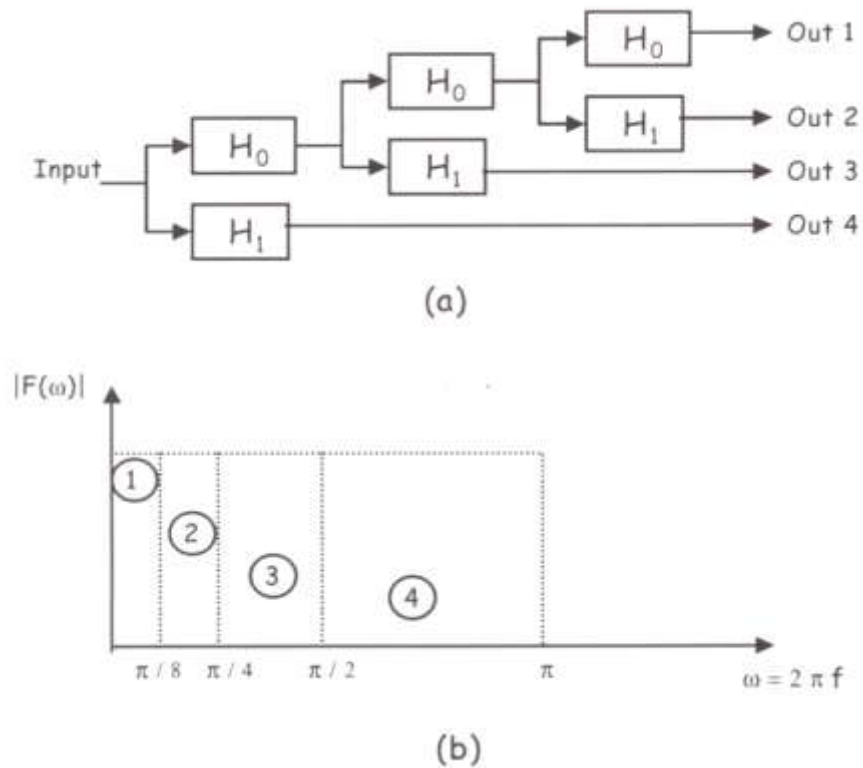 H₀ Out 1
H₀
H₁ Out 2
Input H₀
H₁ Out 3
H₁ Out 4
(a)
|F(ω)|
1
2
3
4
π / 8 π / 4 π / 2 π ω = 2 π f
(b)